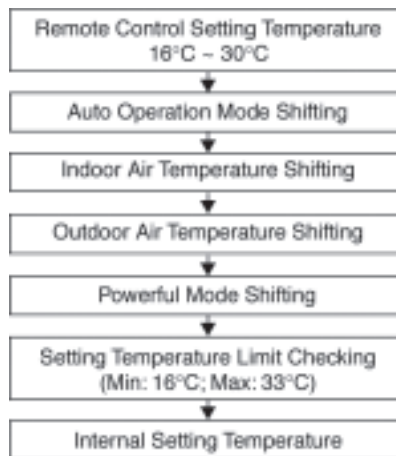 Remote Control Setting Temperature
16°C ~ 30°C
Auto Operation Mode Shifting
Indoor Air Temperature Shifting
Outdoor Air Temperature Shifting
Powerful Mode Shifting
Setting Temperature Limit Checking
(Min: 16°C; Max: 33°C)
Internal Setting Temperature